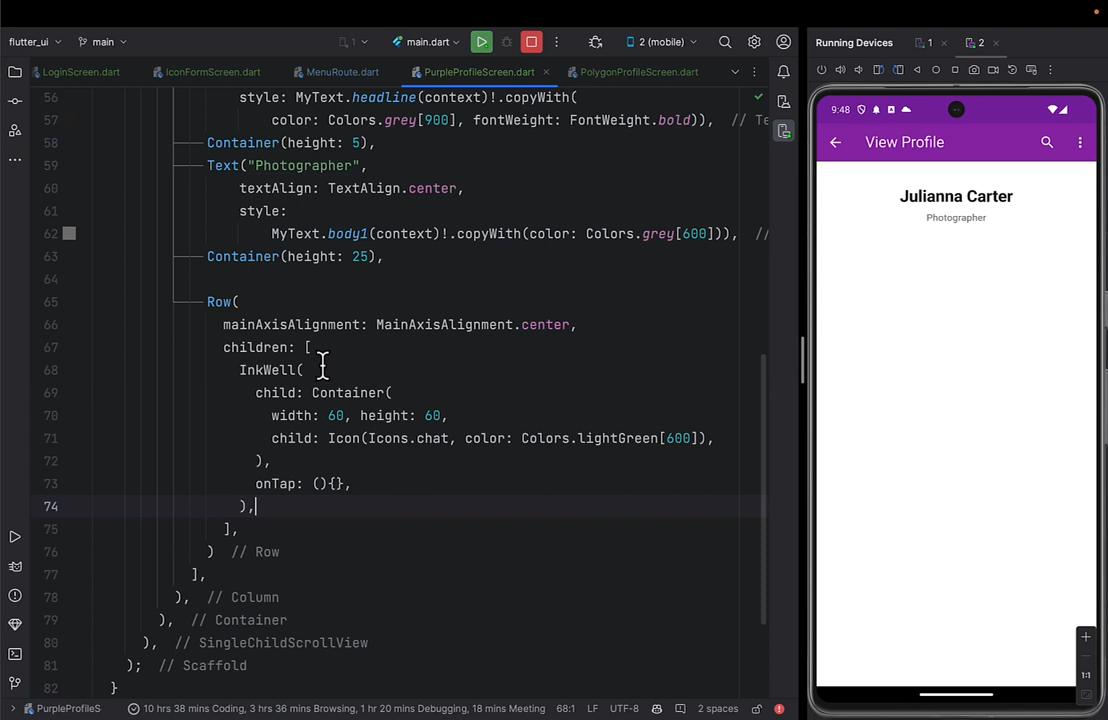 flutter_ui
main
1
main.dart
2 (mobile)
Running Devices
1
2
LoginScreen.dart
IconFormScreen.dart
MenuRoute.dart
PurpleProfileScreen.dart
PolygonProfileScreen.dart
56 style: MyText.headline(context)!.copyWith(
57 color: Colors.grey[900], fontWeight: FontWeight.bold)), // Te
58 Container(height: 5),
59 Text("Photographer",
60 textAlign: TextAlign.center,
61 style:
62 MyText.body1(context)!.copyWith(color: Colors.grey[600])), //
63 Container(height: 25),
64
65 Row(
66 mainAxisAlignment: MainAxisAlignment.center,
67 children: [
68 InkWell(
69 child: Container(
70 width: 60, height: 60,
71 child: Icon(Icons.chat, color: Colors.lightGreen[600]),
72 ),
73 onTap: (){},
74 ),
75 ],
76 ) // Row
77 ],
78 ), // Column
79 ), // Container
80 ), // SingleChildScrollView
81 ); // Scaffold
82 }
9:48
View Profile
Julianna Carter
Photographer
1:1
PurpleProfileS
10 hrs 38 mins Coding, 3 hrs 36 mins Browsing, 1 hr 20 mins Debugging, 18 mins Meeting
68:1
LF
UTF-8
2 spaces